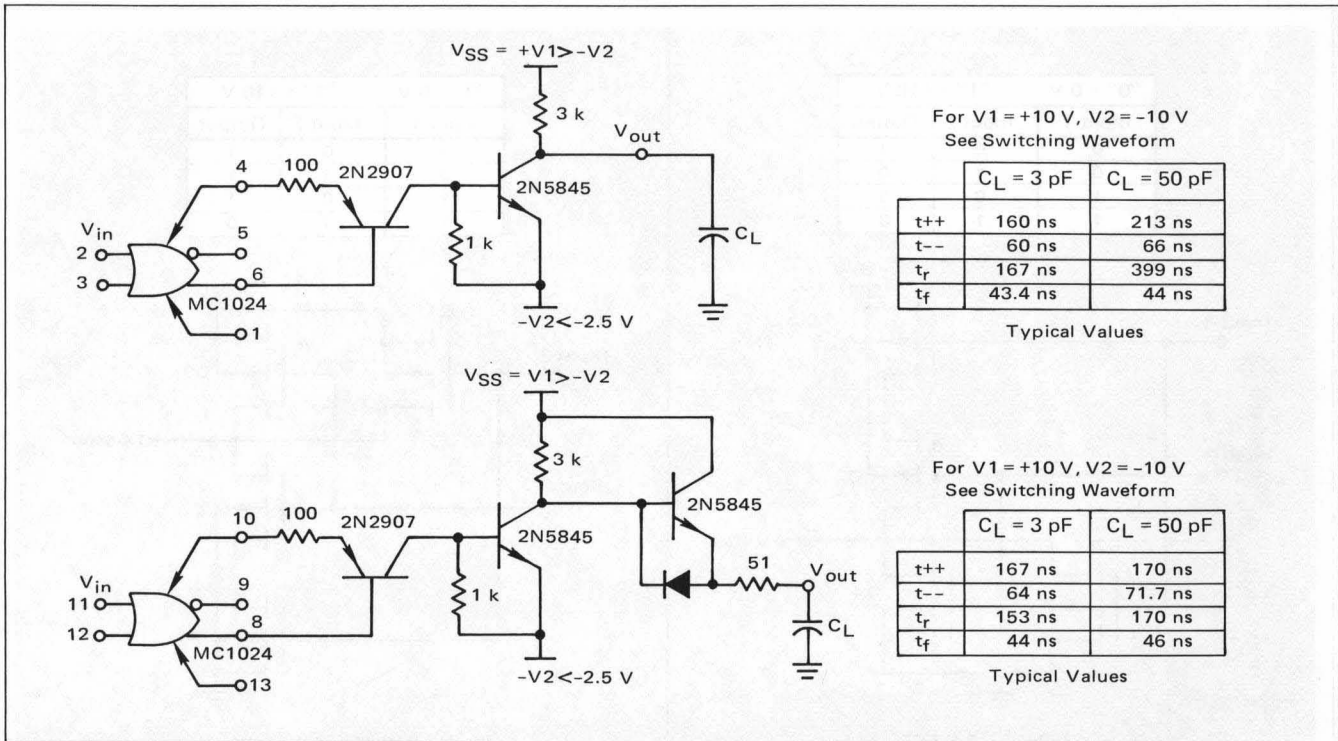 VSS = +V1 > -V2
3 k
Vout
100
2N2907
4
2N5845
Vin
5
2
6
3
MC1024
1 k
CL
1
-V2 < -2.5 V
For V1 = +10 V, V2 = -10 V
See Switching Waveform
CL = 3 pF CL = 50 pF
t++ 160 ns 213 ns
t-- 60 ns 66 ns
tr 167 ns 399 ns
tf 43.4 ns 44 ns
Typical Values
VSS = V1 > -V2
3 k
2N5845
10
100
2N2907
2N5845
Vin
9
11
8
12
MC1024
1 k
51
Vout
CL
13
-V2 < -2.5 V
For V1 = +10 V, V2 = -10 V
See Switching Waveform
CL = 3 pF CL = 50 pF
t++ 167 ns 170 ns
t-- 64 ns 71.7 ns
tr 153 ns 170 ns
tf 44 ns 46 ns
Typical Values